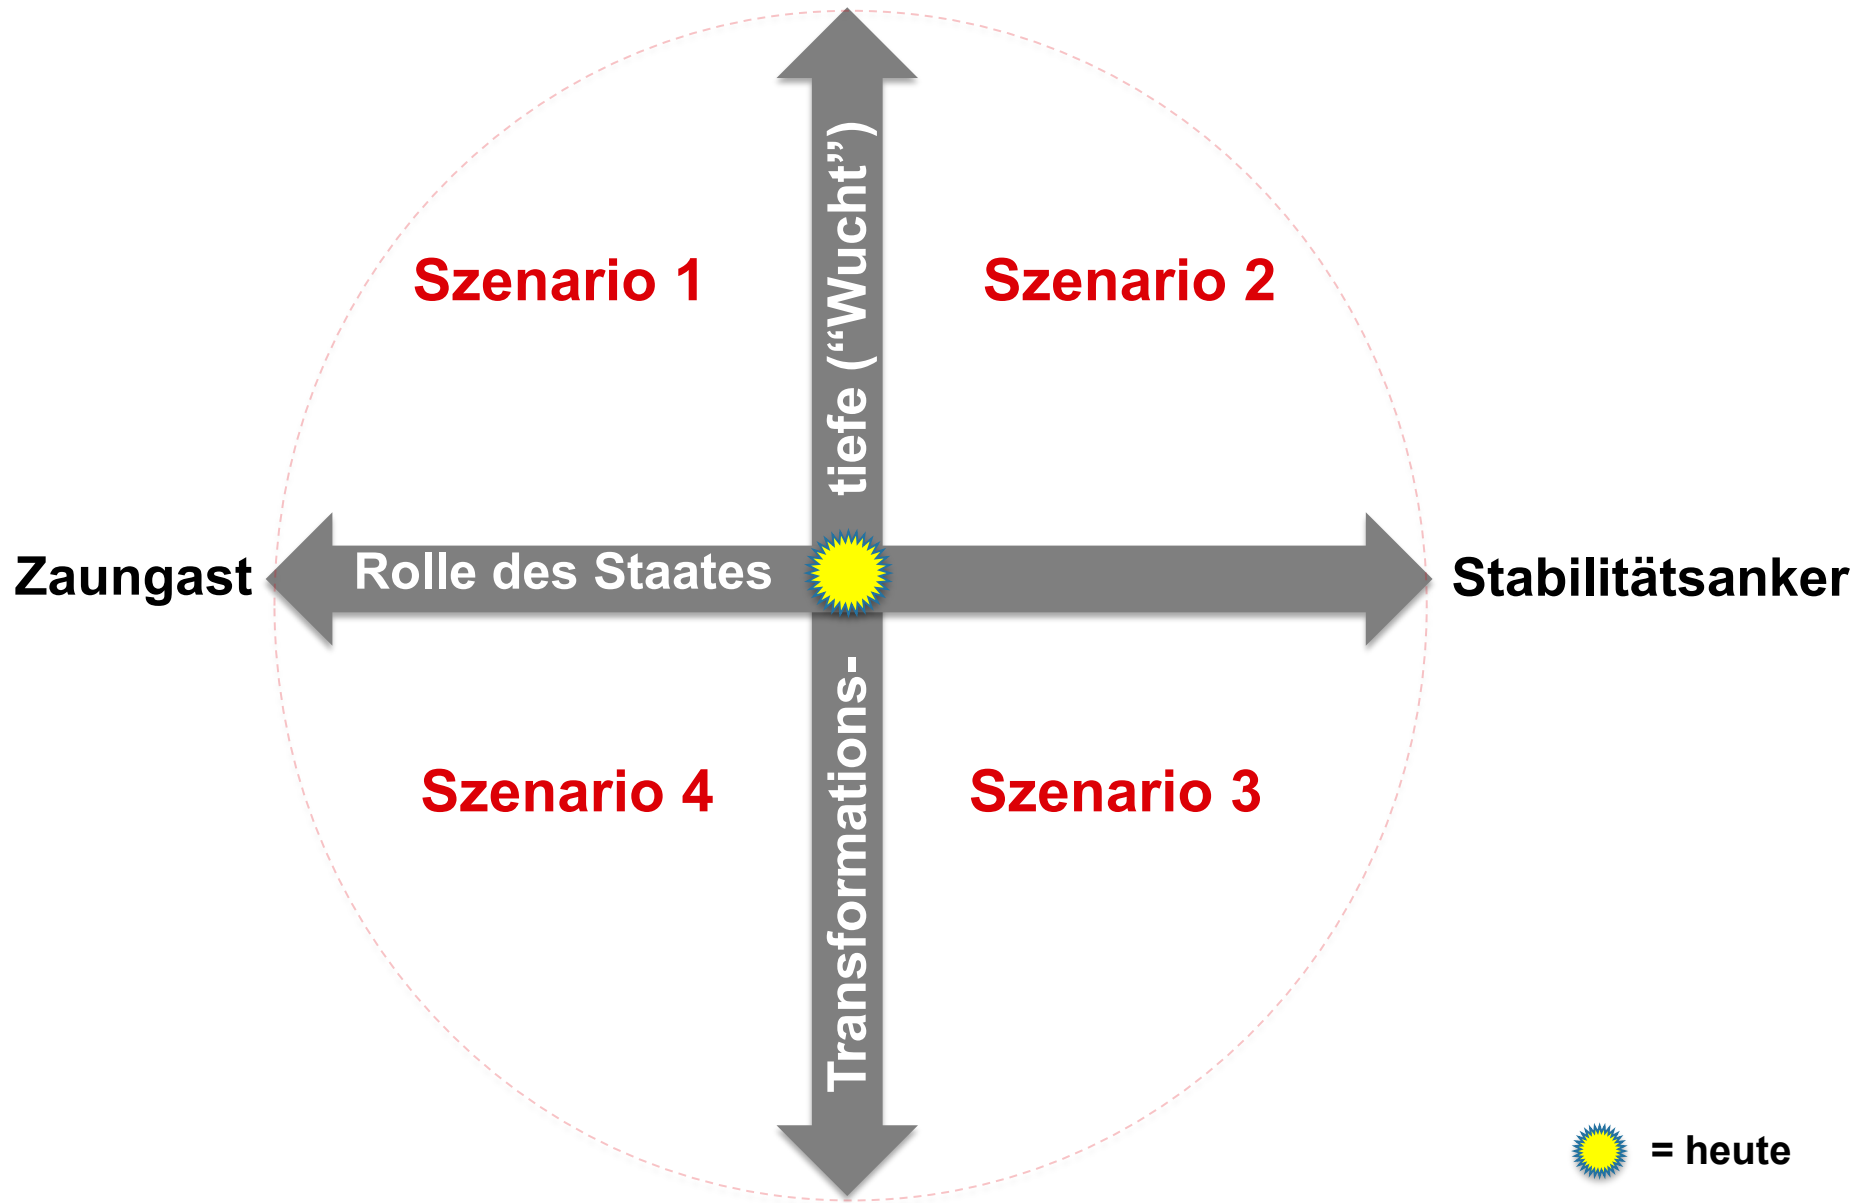 Transformations- tiefe (“Wucht”)
Szenario 1
Szenario 2
Zaungast
Rolle des Staates
Stabilitätsanker
Szenario 4
Szenario 3
= heute